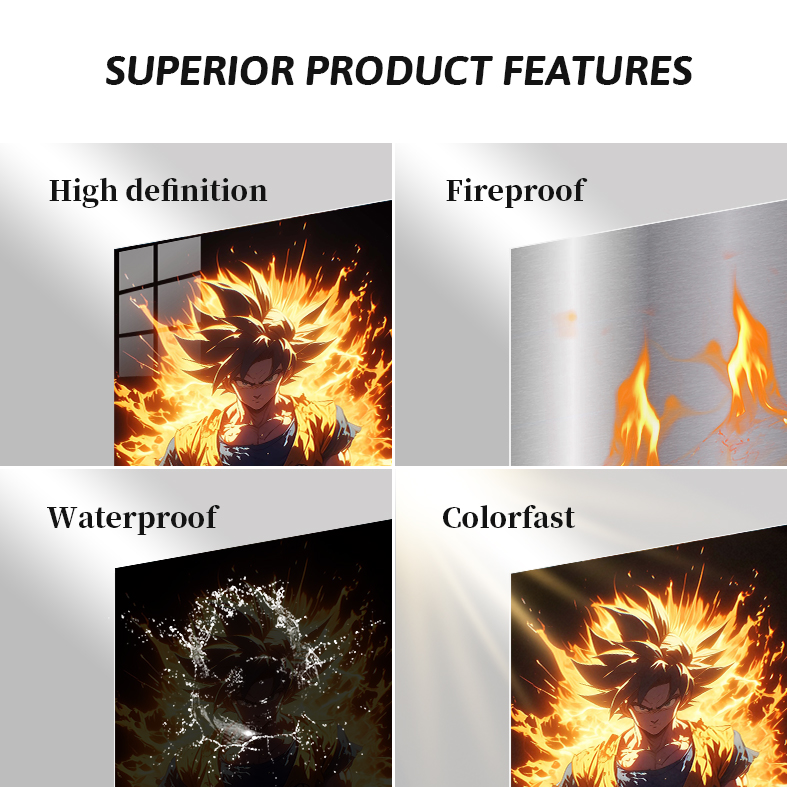 SUPERIOR PRODUCT FEATURES
High definition
Fireproof
Waterproof
Colorfast